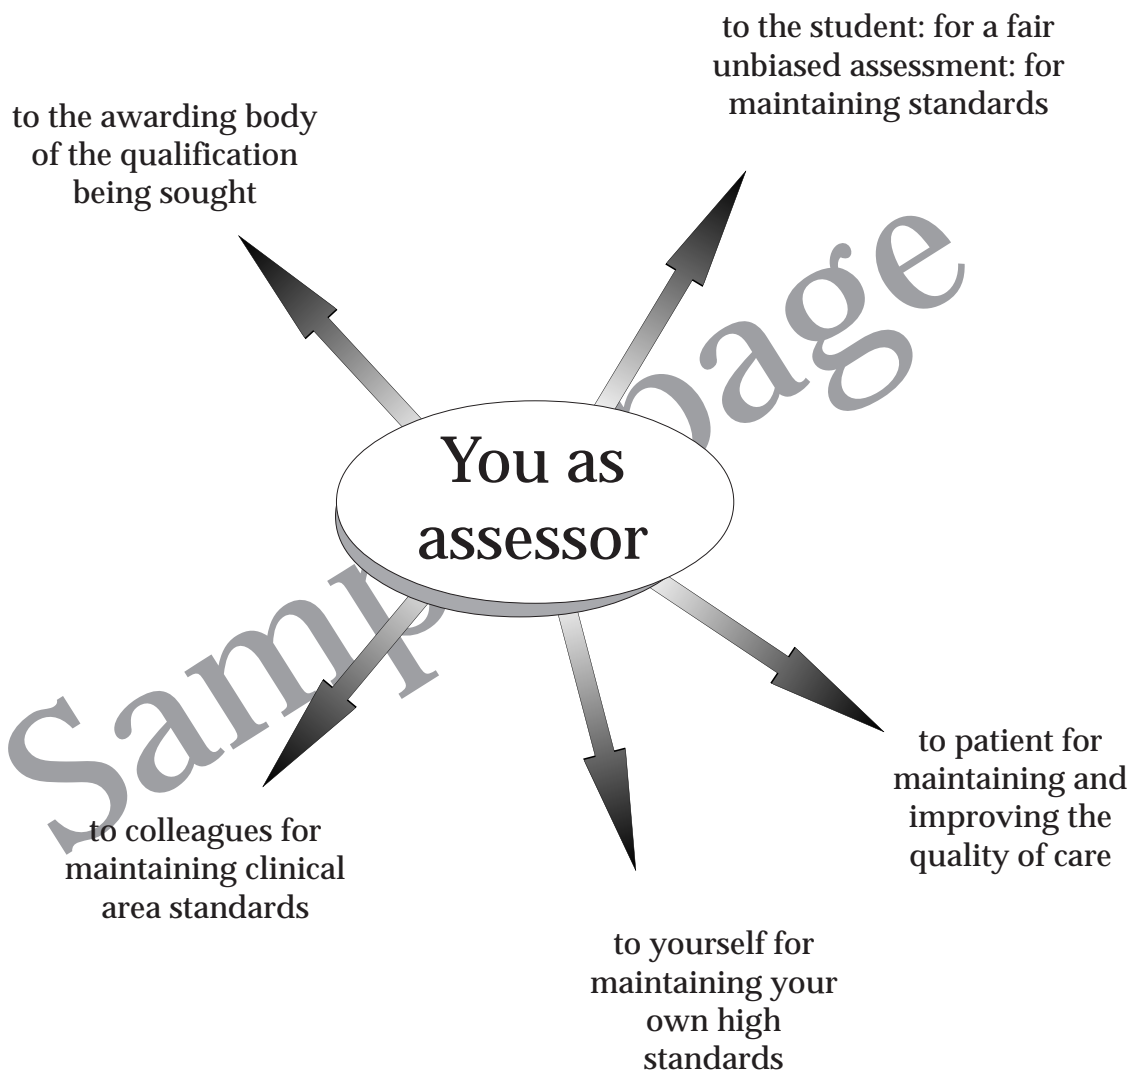 to the student: for a fair
unbiased assessment: for
maintaining standards
to the awarding body
of the qualification
being sought
You as
assessor
to patient for
maintaining and
improving the
quality of care
to colleagues for
maintaining clinical
area standards
to yourself for
maintaining your
own high
standards
Sample page